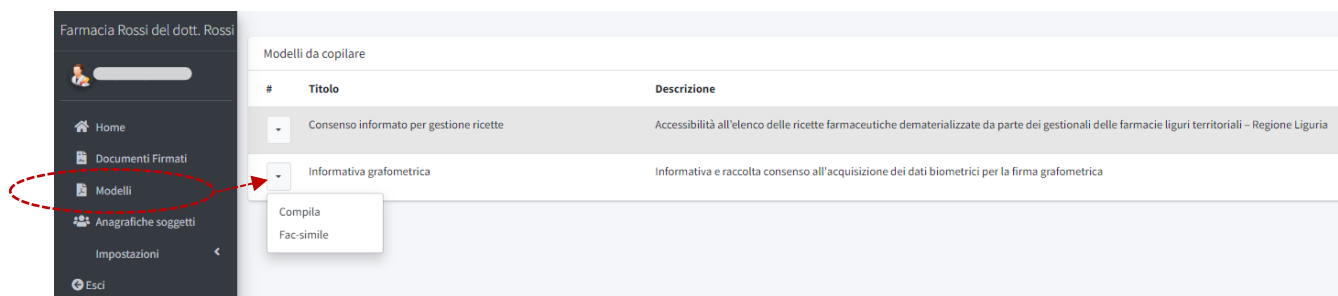 Farmacia Rossi del dott. Rossi
Home
Documenti Firmati
Modelli
Anagrafiche soggetti
Impostazioni
Esci
Modelli da copilare
# Titolo Descrizione
Consenso informato per gestione ricette Accessibilità all'elenco delle ricette farmaceutiche dematerializzate da parte dei gestionali delle farmacie liguri territoriali – Regione Liguria
Informativa grafometrica Informativa e raccolta consenso all'acquisizione dei dati biometrici per la firma grafometrica
Compila
Fac-simile